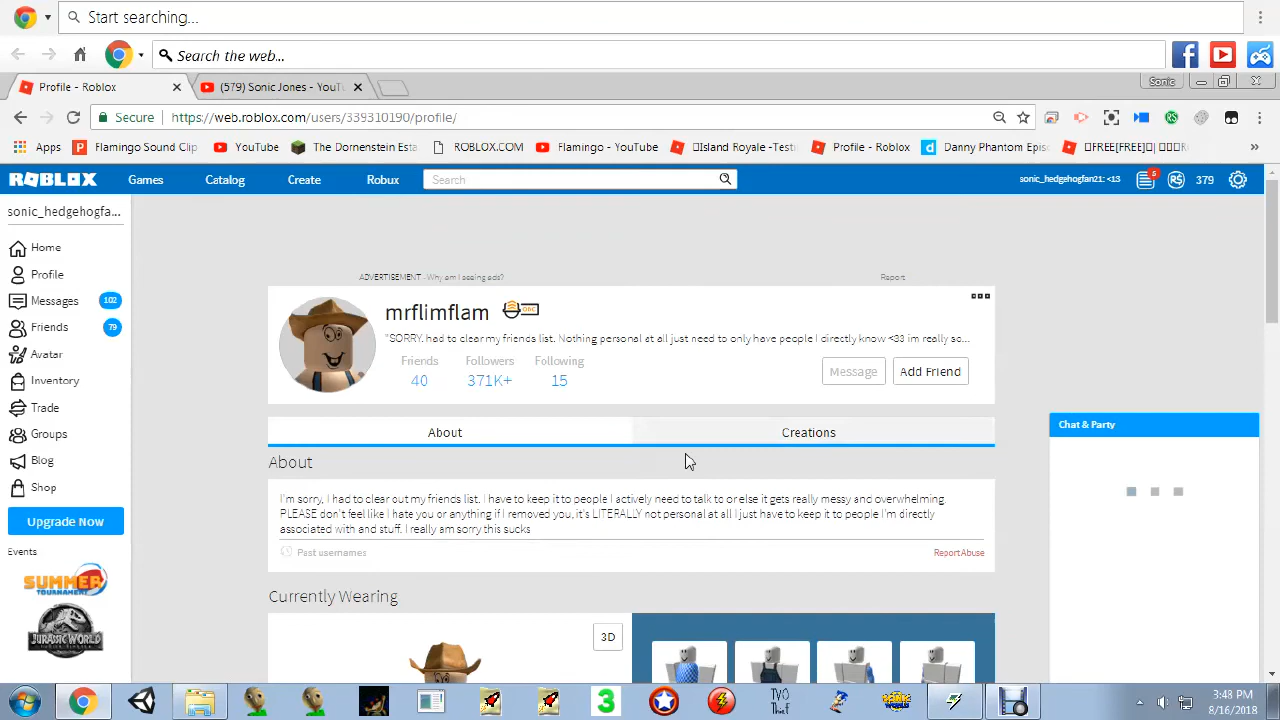 Start searching...
Search the web...
Profile - Roblox
(579) Sonic Jones - YouTu
Sonic
Secure
https://web.roblox.com/users/339310190/profile/
Apps
Flamingo Sound Clip
YouTube
The Dornenstein Esta
ROBLOX.COM
Flamingo - YouTube
Island Royale -Testi
Profile - Roblox
Danny Phantom Epis
FREE[FREE]
ROBLOX
Games
Catalog
Create
Robux
Search
sonic_hedgehogfan21: <13
5
R$
379
sonic_hedgehogfa...
Home
Profile
Messages
102
Friends
79
Avatar
Inventory
Trade
Groups
Blog
Shop
Upgrade Now
Events
SUMMER
TOURNAMENT
JURASSIC WORLD
ADVERTISEMENT - Why am I seeing ads?
Report
mrflimflam
OBC
"SORRY. had to clear my friends list. Nothing personal at all just need to only have people I directly know <33 im really so...
Friends
Followers
Following
40
371K+
15
Message
Add Friend
About
Creations
About
I'm sorry, I had to clear out my friends list. I have to keep it to people I actively need to talk to or else it gets really messy and overwhelming.
PLEASE don't feel like I hate you or anything if I removed you, it's LITERALLY not personal at all I just have to keep it to people I'm directly
associated with and stuff. I really am sorry this sucks
Past usernames
Report Abuse
Currently Wearing
3D
Chat & Party
3
TVO
3:48 PM
8/16/2018